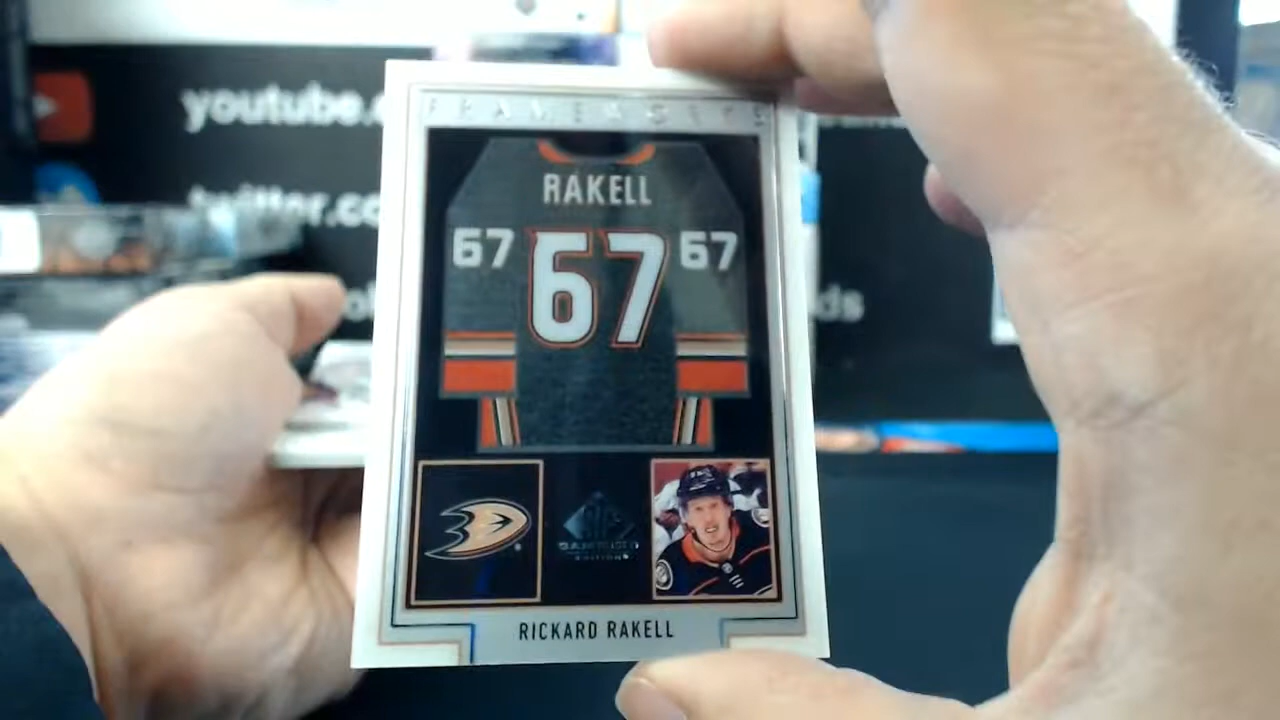 youtube.
FRAMEWORKS
twitter.co
RAKELL
67 67 67
SP
GAME USED
EDITION
ds
RICKARD RAKELL